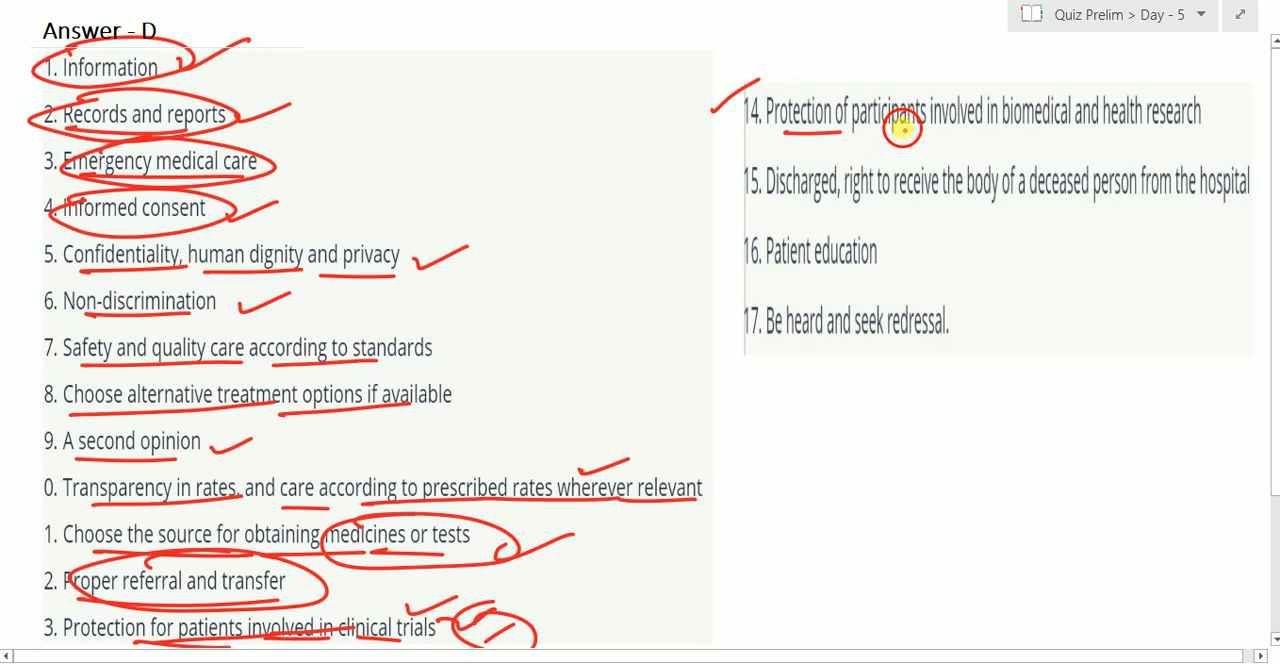 Quiz Prelim > Day - 5
Answer - D
1. Information
2. Records and reports
3. Emergency medical care
4. Informed consent
5. Confidentiality, human dignity and privacy
6. Non-discrimination
7. Safety and quality care according to standards
8. Choose alternative treatment options if available
9. A second opinion
0. Transparency in rates, and care according to prescribed rates wherever relevant
1. Choose the source for obtaining medicines or tests
2. Proper referral and transfer
3. Protection for patients involved in clinical trials
14. Protection of participants involved in biomedical and health research
15. Discharged, right to receive the body of a deceased person from the hospital
16. Patient education
17. Be heard and seek redressal.